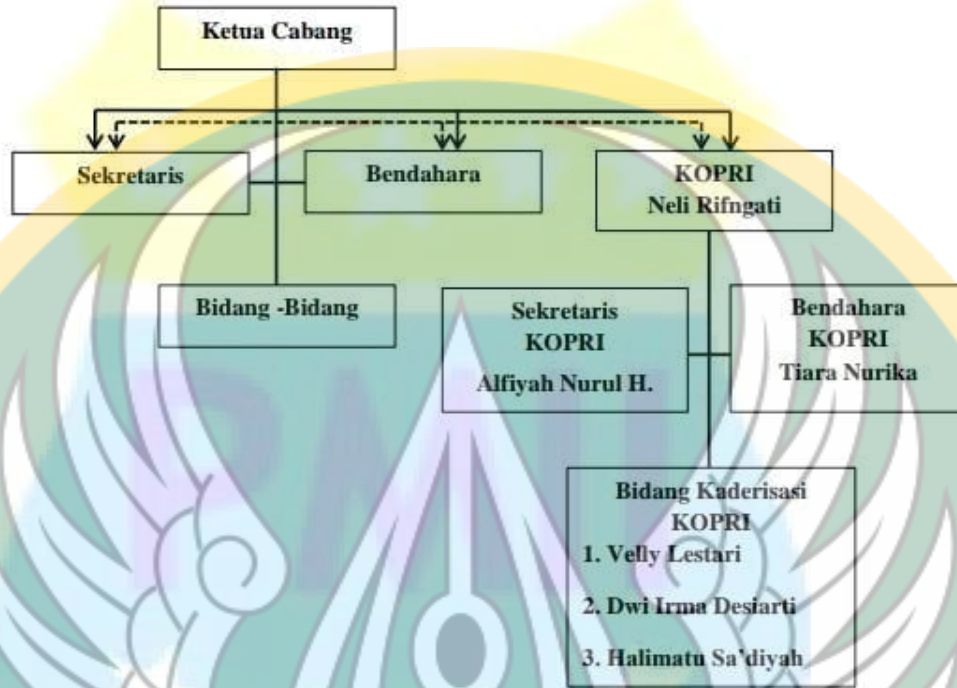 Ketua Cabang
Sekretaris
Bendahara
KOPRI
Neli Rifngati
Bidang -Bidang
Sekretaris
KOPRI
Alfiyah Nurul H.
Bendahara
KOPRI
Tiara Nurika
Bidang Kaderisasi
KOPRI
1. Velly Lestari
2. Dwi Irma Desiarti
3. Halimatu Sa'diyah
PMII